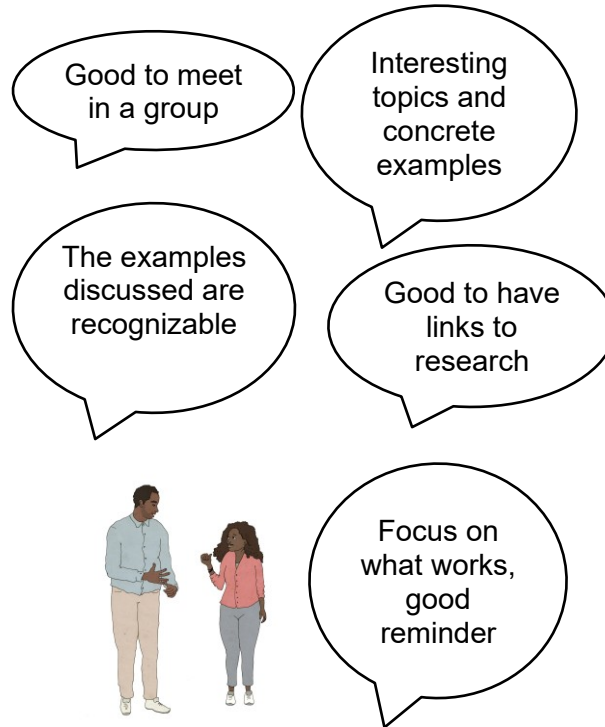 Good to meet
in a group
Interesting
topics and
concrete
examples
The examples
discussed are
recognizable
Good to have
links to
research
Focus on
what works,
good
reminder